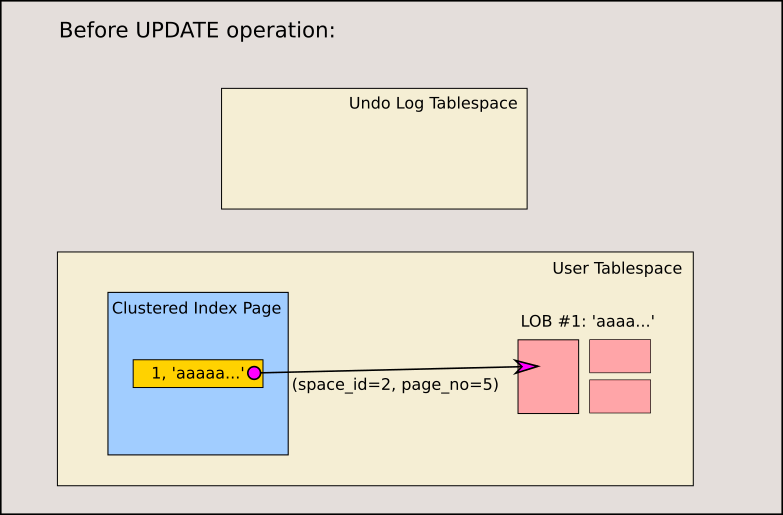 Before UPDATE operation:
Undo Log Tablespace
User Tablespace
Clustered Index Page
LOB #1: 'aaaa...'
1, 'aaaaa...'
(space_id=2, page_no=5)